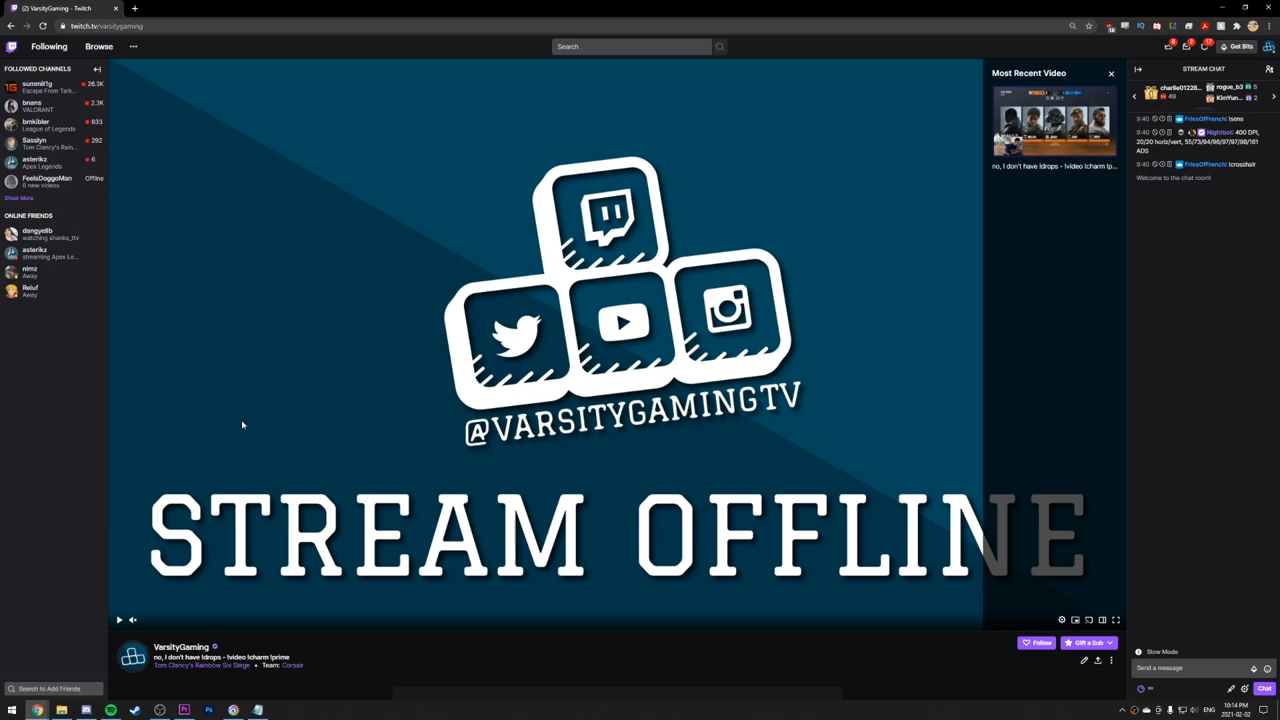 (2) VarsityGaming - Twitch
twitch.tv/varsitygaming
Following
Browse
Search
Get Bits
FOLLOWED CHANNELS
summit1g
26.3K
Escape From Tark...
bnans
2.3K
VALORANT
bmkibler
633
League of Legends
Sasslyn
292
Tom Clancy's Rain...
asterikz
6
Apex Legends
FeelsDoggoMan
Offline
6 new videos
Show More
ONLINE FRIENDS
dangyellb
watching shanks_ttv
asterikz
streaming Apex Le...
nimz
Away
Reluf
Away
Search to Add Friends
@VARSITYGAMINGTV
STREAM OFFLINE
Most Recent Video
no, I don't have !drops - !video !charm !p...
VarsityGaming
no, I don't have !drops - !video !charm !prime
Tom Clancy's Rainbow Six Siege • Team: Corsair
Follow
Gift a Sub
STREAM CHAT
charlie01228...
49
rogue_b3 5
KimYun... 2
9:40 FriesOfFrench: !sens
9:40 Nightbot: 400 DPI,
20/20 horiz/vert, 55/73/94/96/97/97/98/161
ADS
9:40 FriesOfFrench: !crosshair
Welcome to the chat room!
Slow Mode
Send a message
Chat
ENG
10:14 PM
2021-02-02